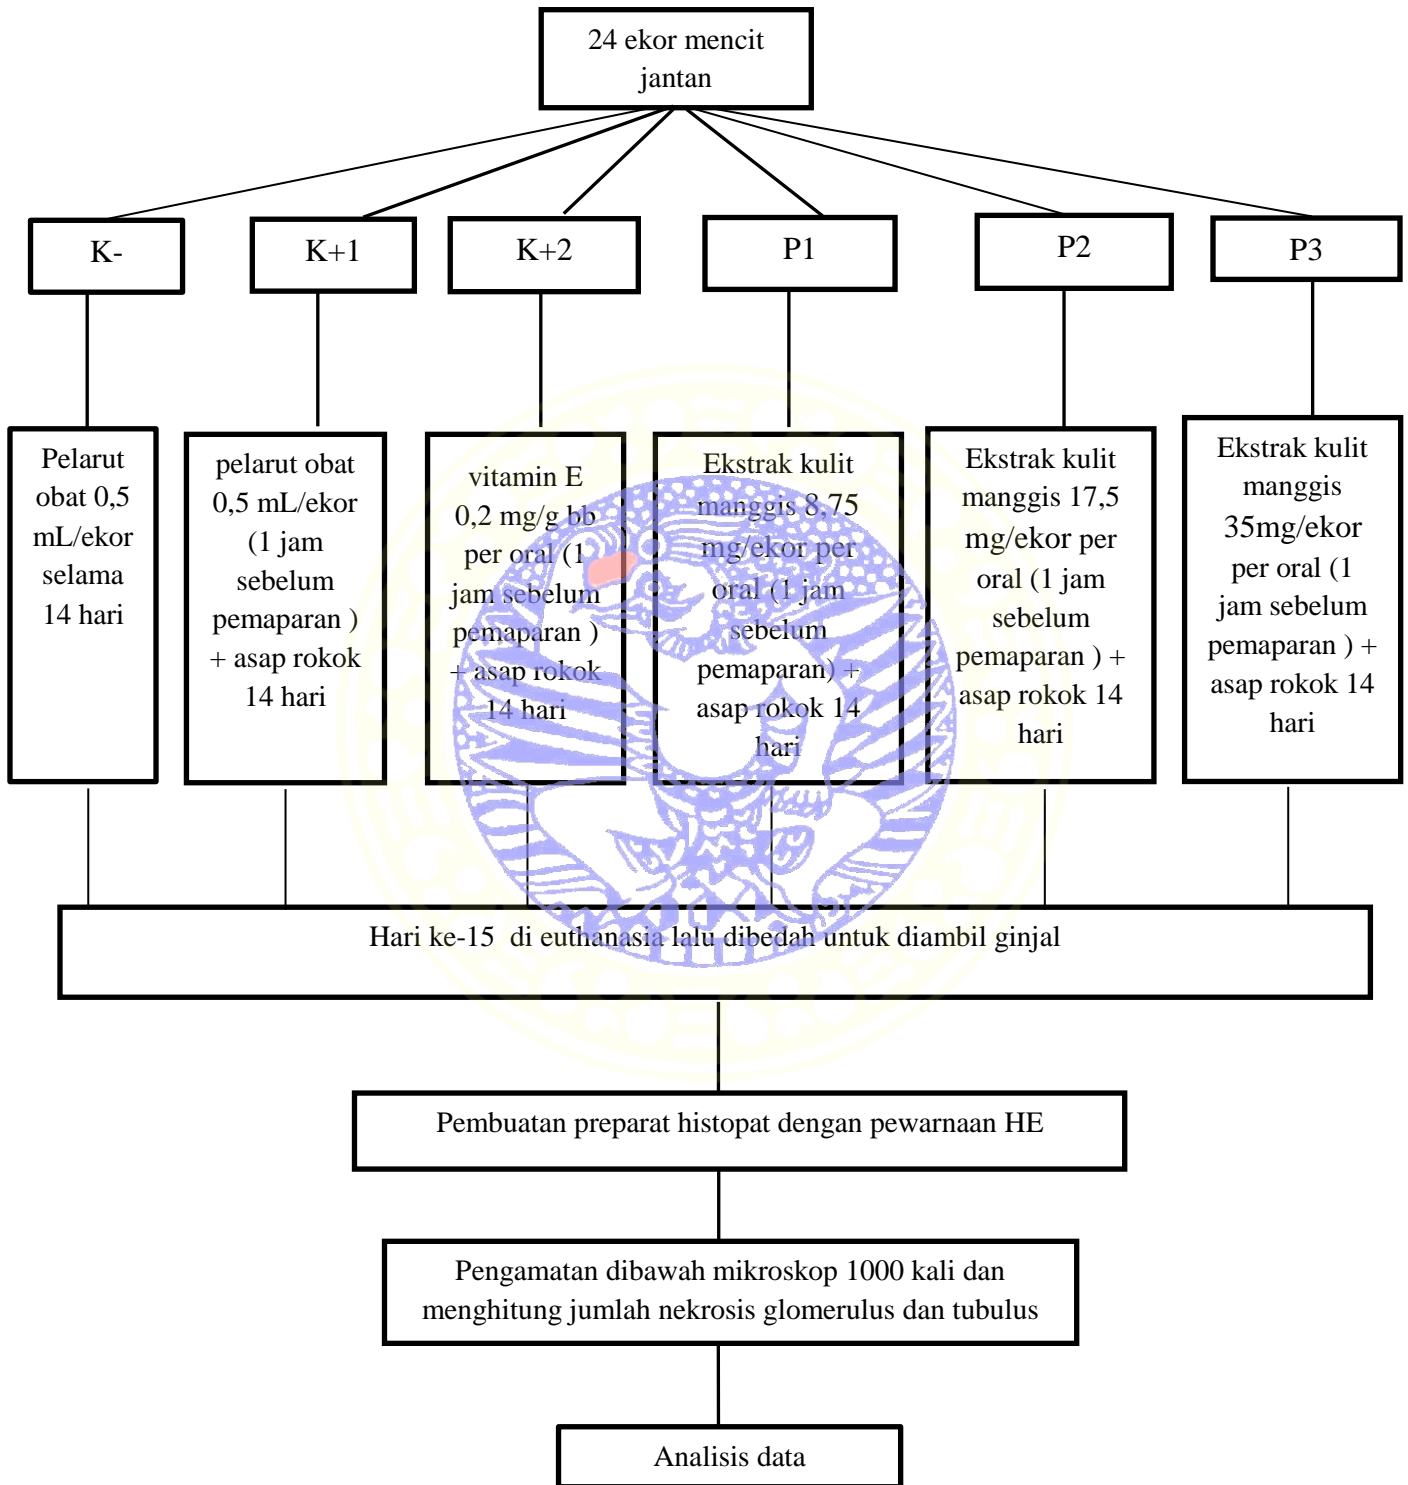 24 ekor mencit
jantan
K-
K+1
K+2
P1
P2
P3
Pelarut
obat 0,5
mL/ekor
selama
14 hari
pelarut obat
0,5 mL/ekor
(1 jam
sebelum
pemaparan )
+ asap rokok
14 hari
vitamin E
0,2 mg/g bb
per oral (1
jam sebelum
pemaparan )
+ asap rokok
14 hari
Ekstrak kulit
manggis 8,75
mg/ekor per
oral (1 jam
sebelum
pemaparan) +
asap rokok 14
hari
Ekstrak kulit
manggis 17,5
mg/ekor per
oral (1 jam
sebelum
pemaparan ) +
asap rokok 14
hari
Ekstrak kulit
manggis
35mg/ekor
per oral (1
jam sebelum
pemaparan ) +
asap rokok 14
hari
Hari ke-15 di euthanasia lalu dibedah untuk diambil ginjal
Pembuatan preparat histopat dengan pewarnaan HE
Pengamatan dibawah mikroskop 1000 kali dan
menghitung jumlah nekrosis glomerulus dan tubulus
Analisis data